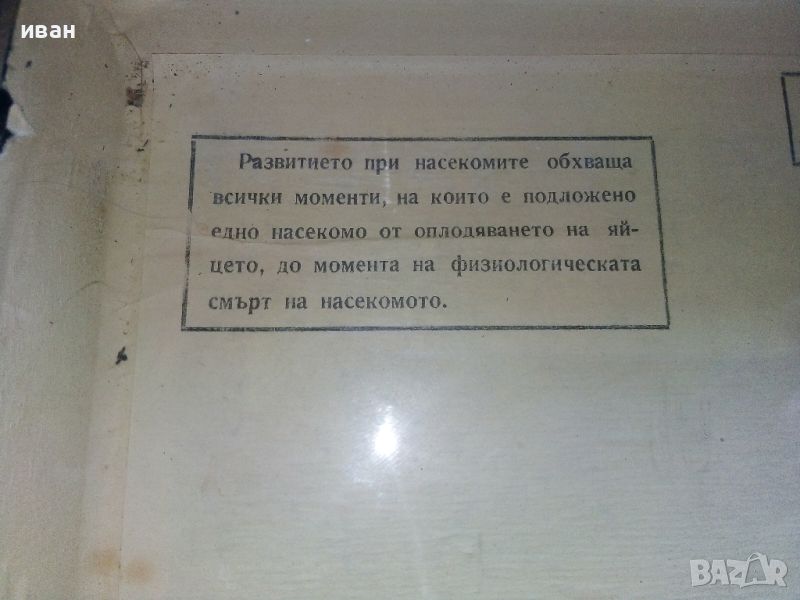 иван
Развитието при насекомите обхваща
всички моменти, на които е подложено
едно насекомо от оплодяването на яй-
цето, до момента на физиологическата
смърт на насекомото.
BAZAR